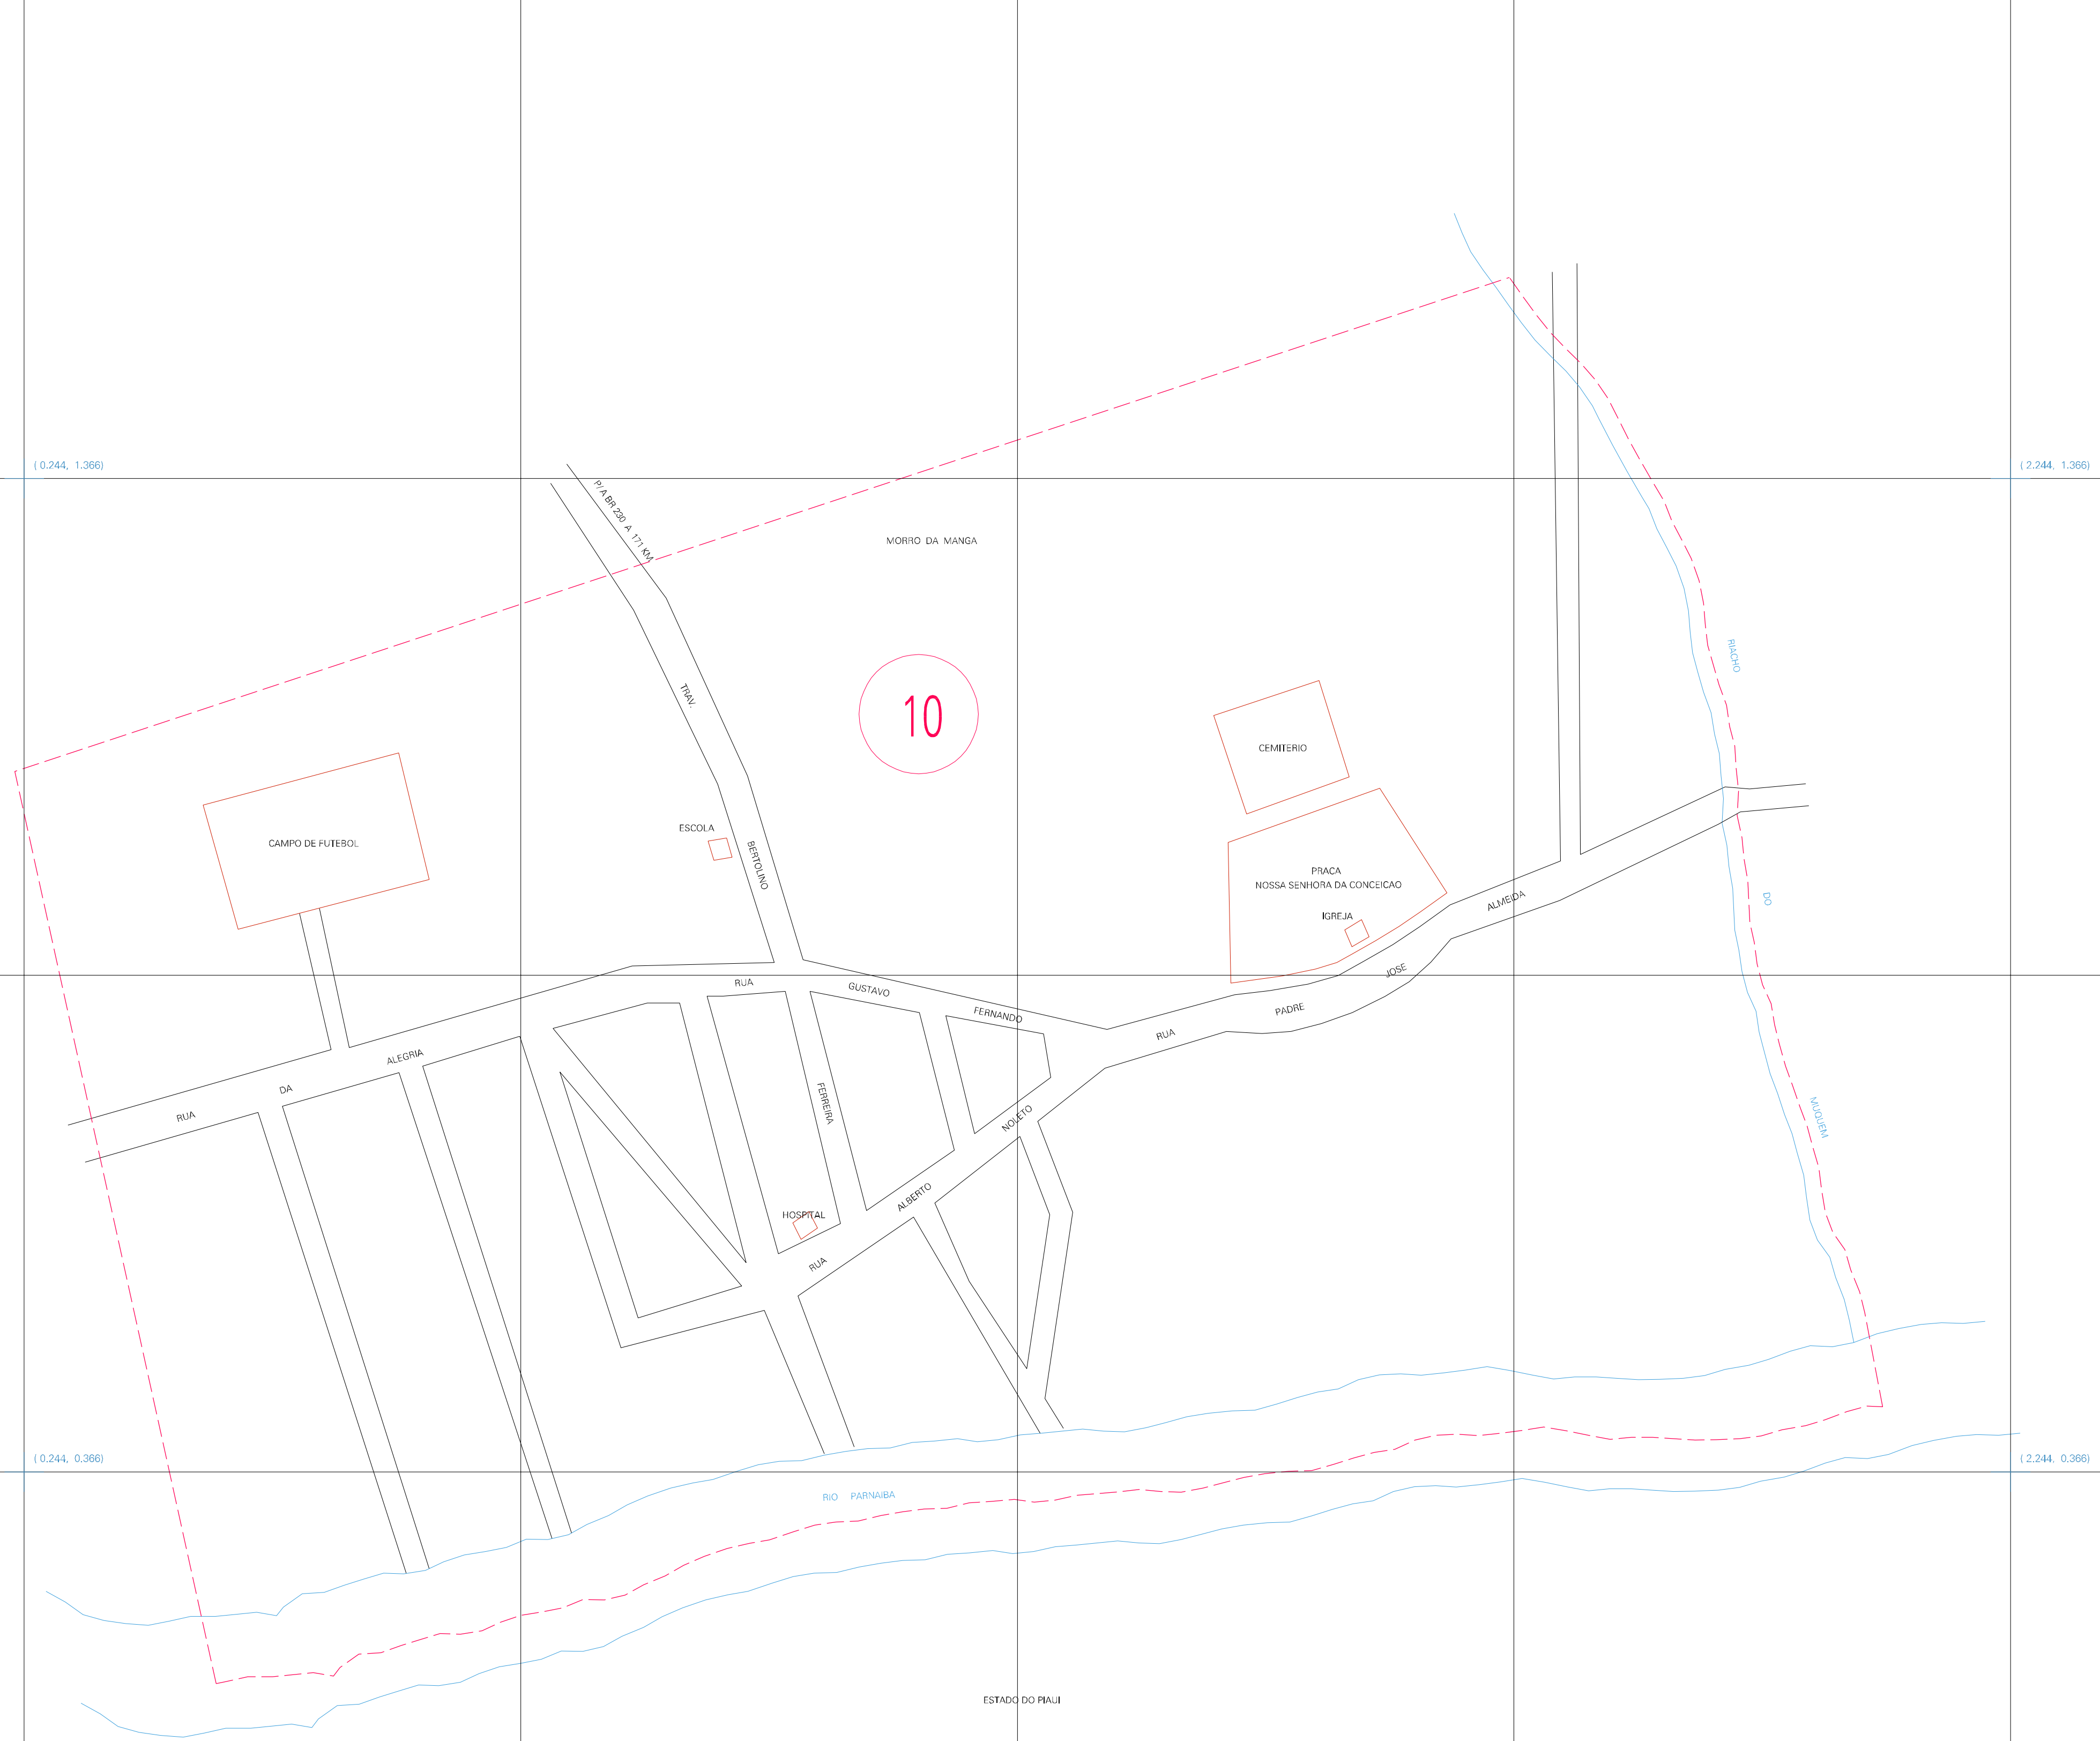 ( 0.244, 1.366)
( 2.244, 1.366)
P/A BR 230 A 171 KM
MORRO DA MANGA
RIACHO
DO
MUQUEM
TRAV.
BERTOLINO
FERREIRA
10
CEMITERIO
ESCOLA
CAMPO DE FUTEBOL
PRACA
NOSSA SENHORA DA CONCEICAO
IGREJA
RUA
PADRE
JOSE
ALMEIDA
RUA
GUSTAVO
FERNANDO
NOLETO
RUA
DA
ALEGRIA
HOSPITAL
RUA
ALBERTO
( 0.244, 0.366)
( 2.244, 0.366)
RIO PARNAIBA
ESTADO DO PIAUI